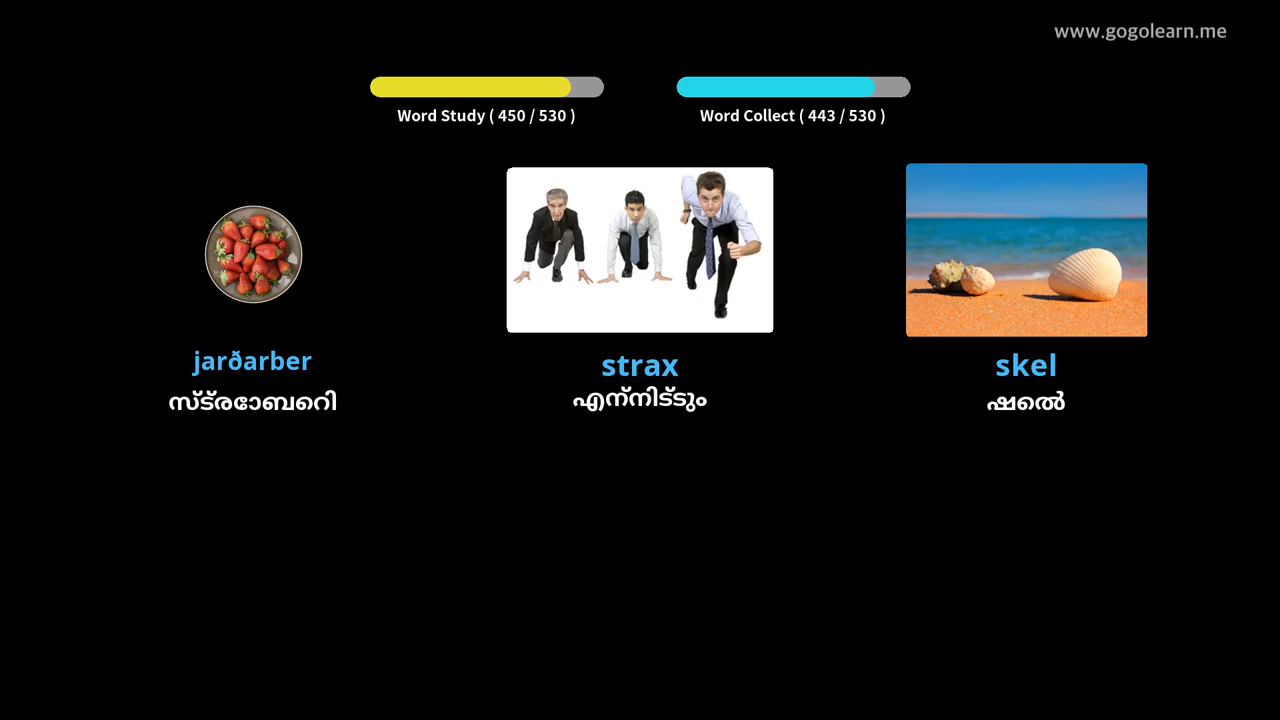 www.gogolearn.me
Word Study ( 450 / 530 )
Word Collect ( 443 / 530 )
jarðarber
സ്ട്രോബെറി
strax
എന്നിട്ടും
skel
ഷെൽ